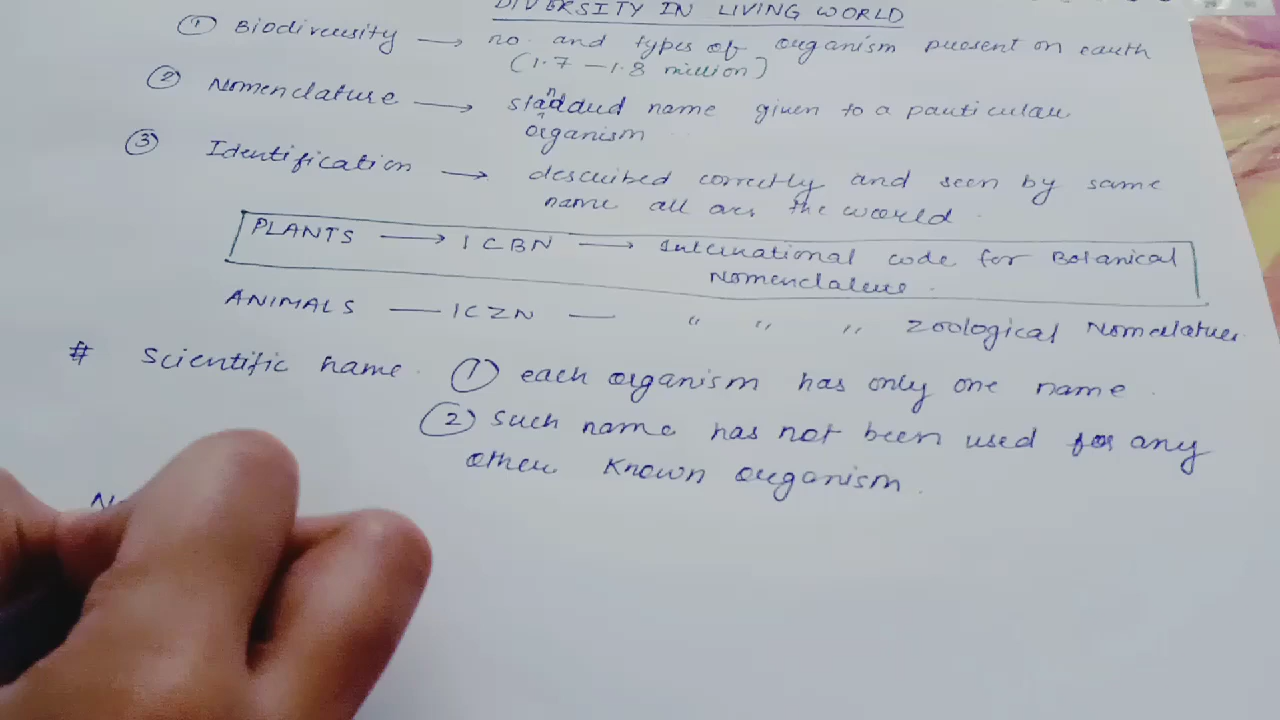 DIVERSITY IN LIVING WORLD
① Biodiversity → no. and types of organism present on earth
(1.7 – 1.8 million)
② Nomenclature → standard name given to a particular
organism
③ Identification → described correctly and seen by same
name all over the world.
PLANTS → ICBN → International code for Botanical
Nomenclature.
ANIMALS — ICZN — " " " Zoological Nomenclature
# Scientific name. ① each organism has only one name.
② Such name has not been used for any
other known organism.